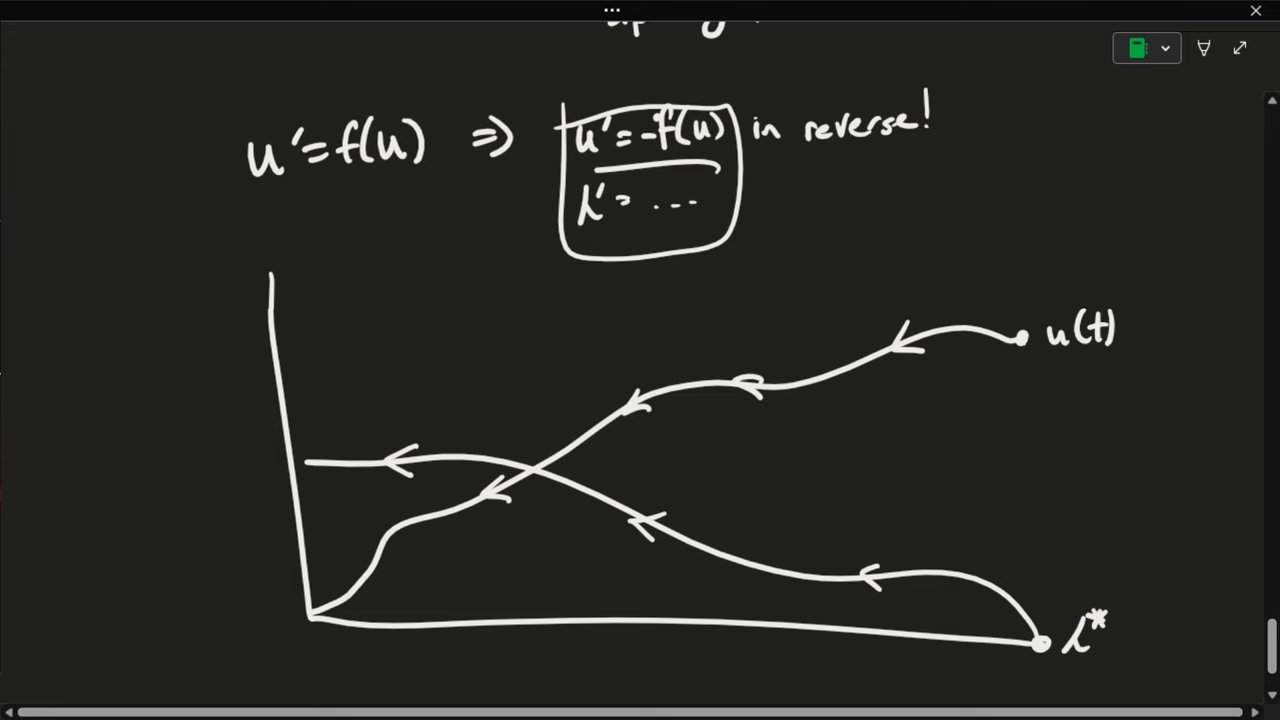 u' = f(u) ⇒ u' = -f(u) in reverse!
λ' = ...
u(t)
λ*